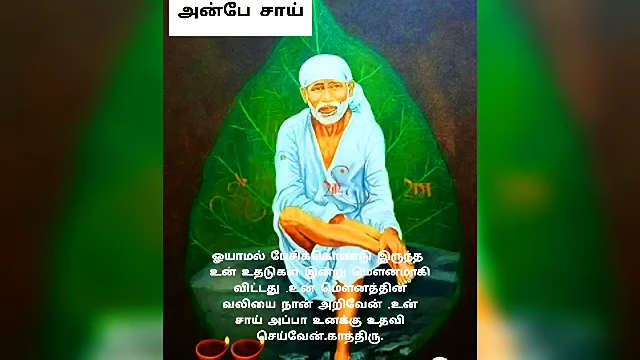 அன்பே சாய்
ஓயாமல் பேசிக்கொண்டு இருந்த
உன் உதடுகள் இன்று மௌனமாகி
விட்டது .உன் மௌனத்தின்
வலியை நான் அறிவேன் .உன்
சாய் அப்பா உனக்கு உதவி
செய்வேன்.காத்திரு.